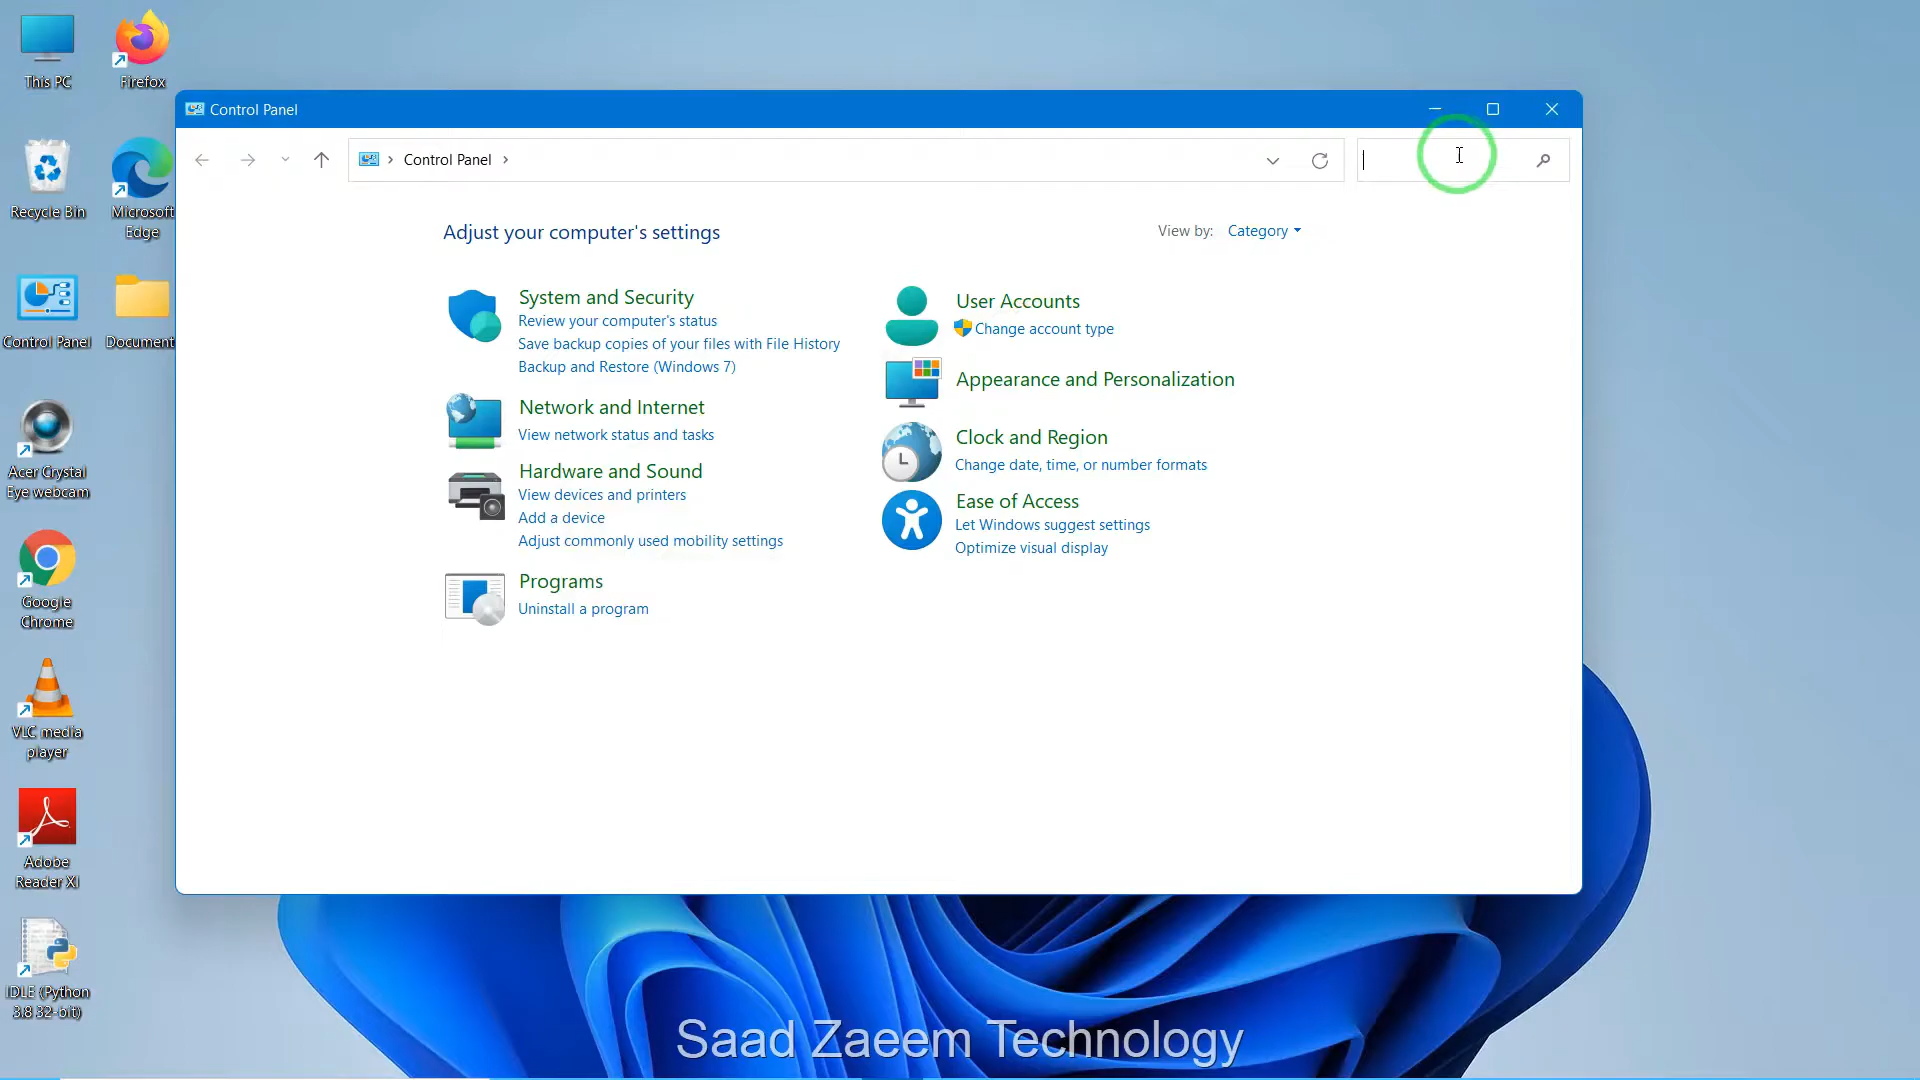 This PC
Firefox
Recycle Bin
Microsoft
Edge
Control Panel
Document
Acer Crystal
Eye webcam
Google
Chrome
VLC media
player
Adobe
Reader XI
IDLE (Python
3.8 32-bit)
Control Panel
Control Panel
Adjust your computer's settings
View by: Category
System and Security
Review your computer's status
Save backup copies of your files with File History
Backup and Restore (Windows 7)
Network and Internet
View network status and tasks
Hardware and Sound
View devices and printers
Add a device
Adjust commonly used mobility settings
Programs
Uninstall a program
User Accounts
Change account type
Appearance and Personalization
Clock and Region
Change date, time, or number formats
Ease of Access
Let Windows suggest settings
Optimize visual display
Saad Zaeem Technology